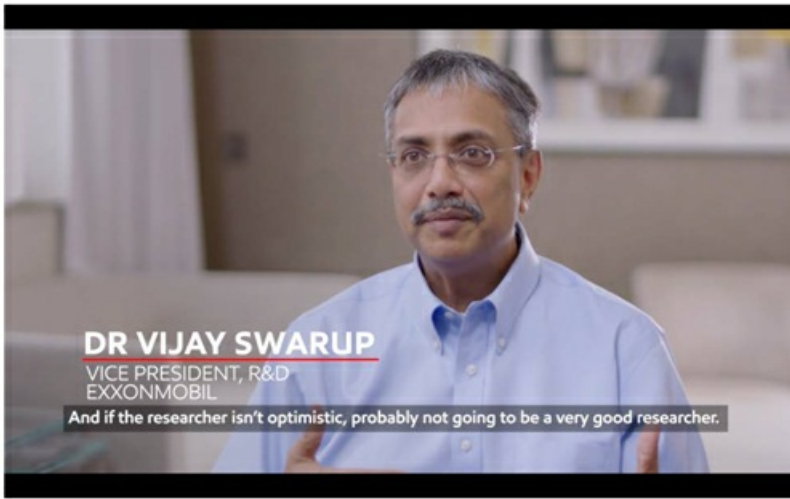 DR VIJAY SWARUP
VICE PRESIDENT, R&D
EXXONMOBIL
And if the researcher isn't optimistic, probably not going to be a very good researcher.